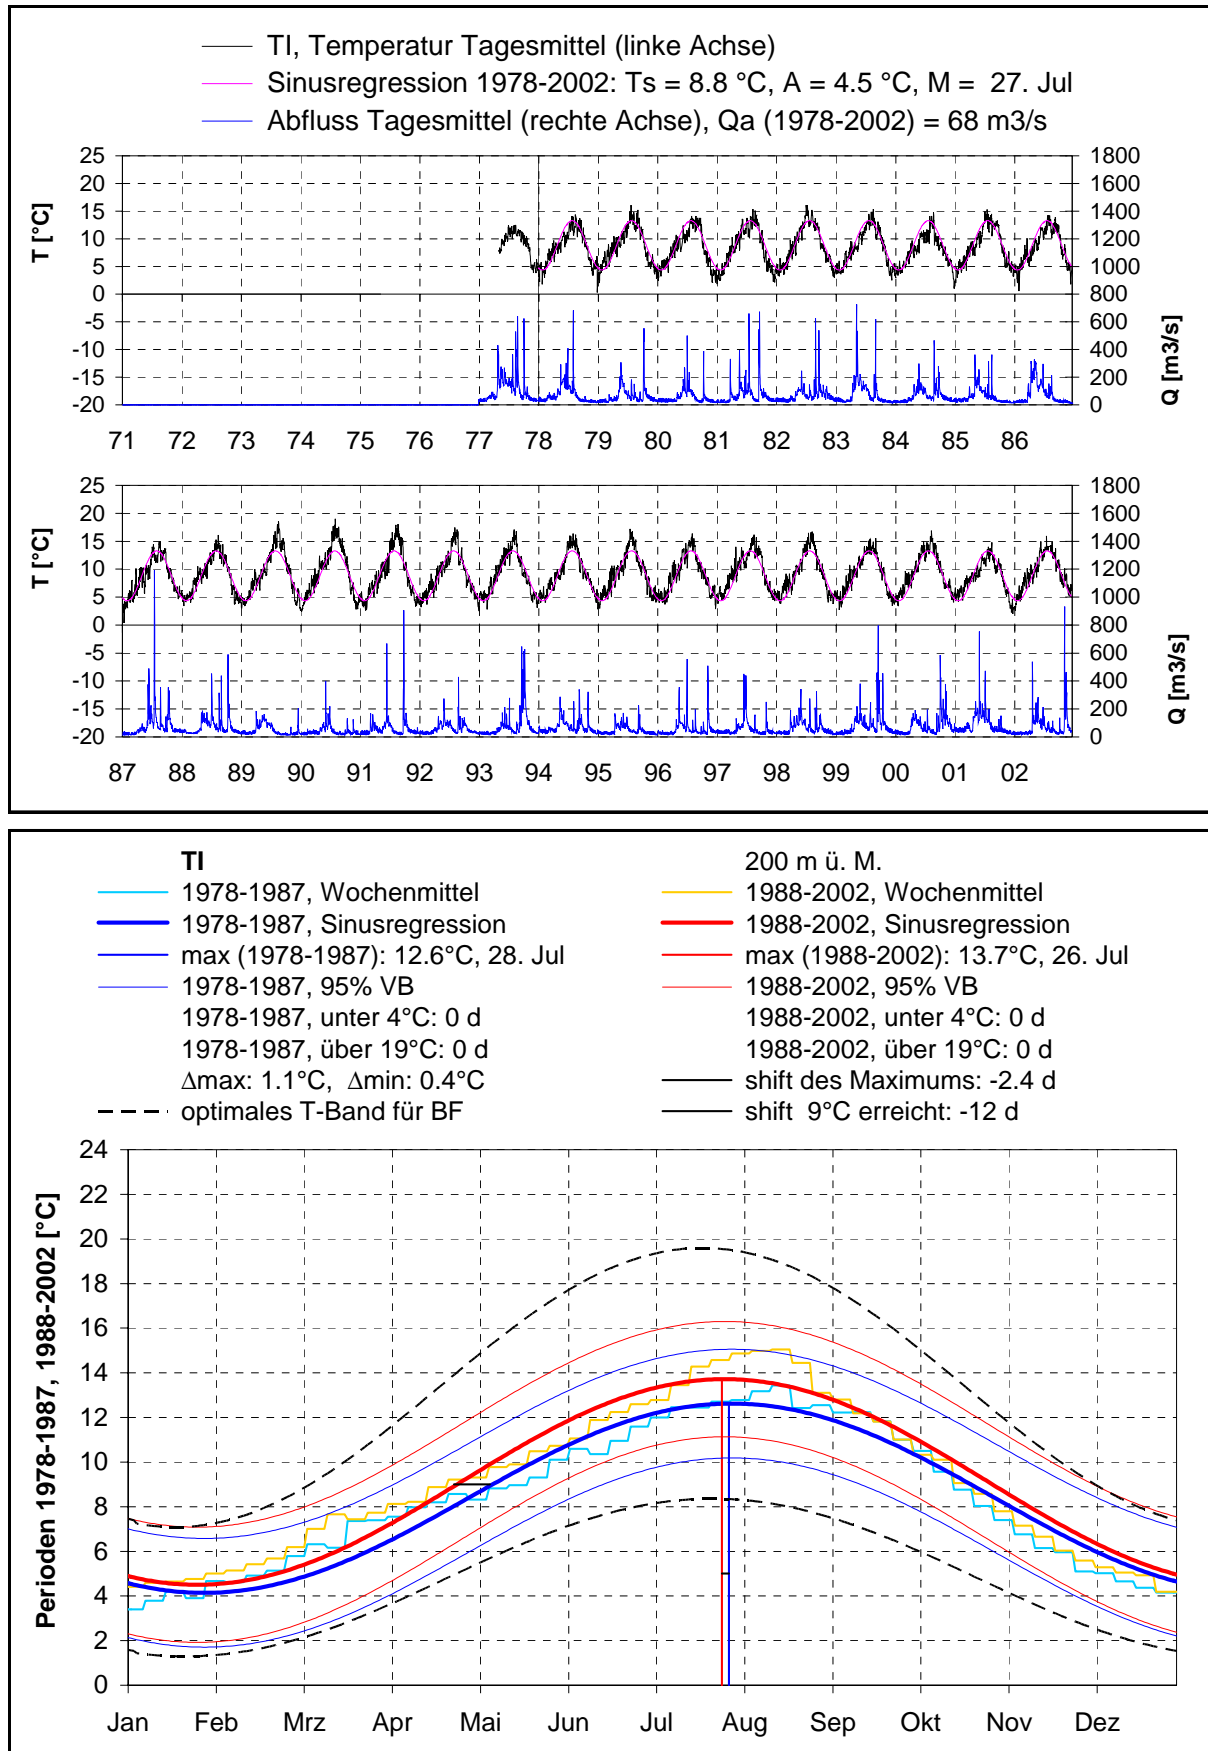 TI, Temperatur Tagesmittel (linke Achse)
Sinusregression 1978-2002: Ts = 8.8 °C, A = 4.5 °C, M = 27. Jul
Abfluss Tagesmittel (rechte Achse), Qa (1978-2002) = 68 m3/s
T [°C]
25
20
15
10
5
0
-5
-10
-15
-20
1800
1600
1400
1200
1000
800
600
400
200
0
Q [m3/s]
71 72 73 74 75 76 77 78 79 80 81 82 83 84 85 86
T [°C]
25
20
15
10
5
0
-5
-10
-15
-20
1800
1600
1400
1200
1000
800
600
400
200
0
Q [m3/s]
87 88 89 90 91 92 93 94 95 96 97 98 99 00 01 02
TI 200 m ü. M.
1978-1987, Wochenmittel 1988-2002, Wochenmittel
1978-1987, Sinusregression 1988-2002, Sinusregression
max (1978-1987): 12.6°C, 28. Jul max (1988-2002): 13.7°C, 26. Jul
1978-1987, 95% VB 1988-2002, 95% VB
1978-1987, unter 4°C: 0 d 1988-2002, unter 4°C: 0 d
1978-1987, über 19°C: 0 d 1988-2002, über 19°C: 0 d
Δmax: 1.1°C, Δmin: 0.4°C shift des Maximums: -2.4 d
optimales T-Band für BF shift 9°C erreicht: -12 d
Perioden 1978-1987, 1988-2002 [°C]
24
22
20
18
16
14
12
10
8
6
4
2
0
Jan Feb Mrz Apr Mai Jun Jul Aug Sep Okt Nov Dez